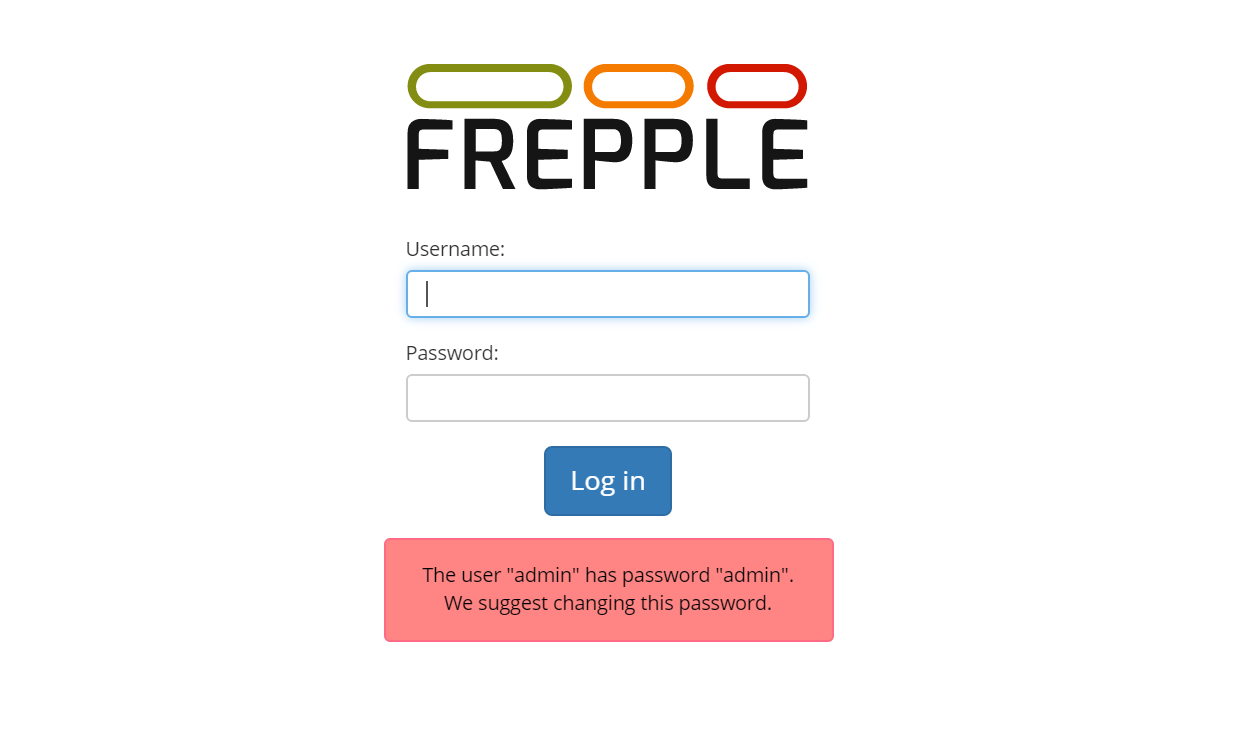 FREPPLE
Username:
Password:
Log in
The user "admin" has password "admin".
We suggest changing this password.